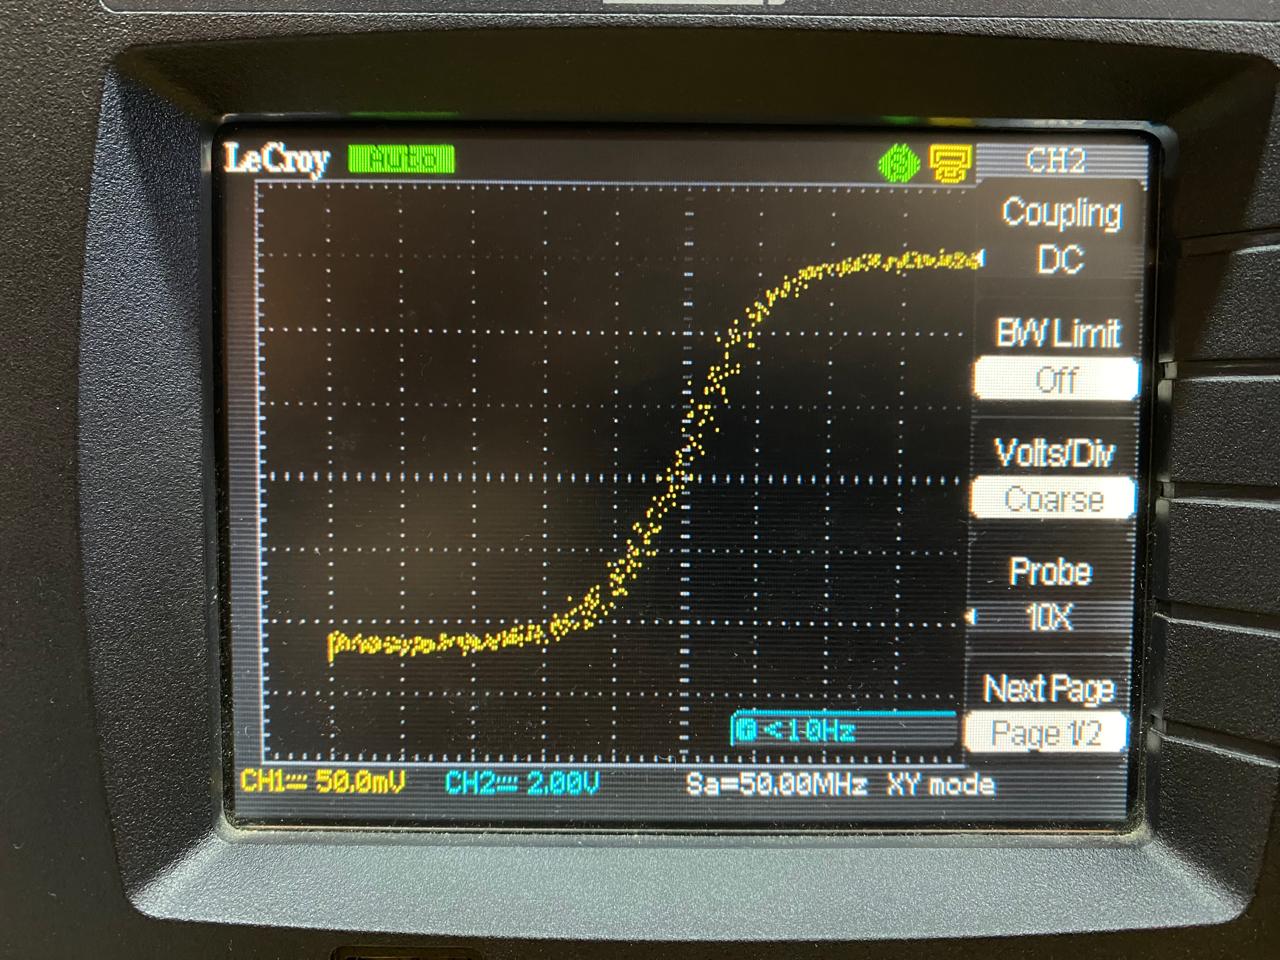 LeCroy Auto CH2
Coupling
DC
BW Limit
Off
Volts/Div
Coarse
Probe
10X
Next Page
Page 1/2
<10Hz
CH1 50.0mV CH2 2.00V Sa=50.00MHz XY mode